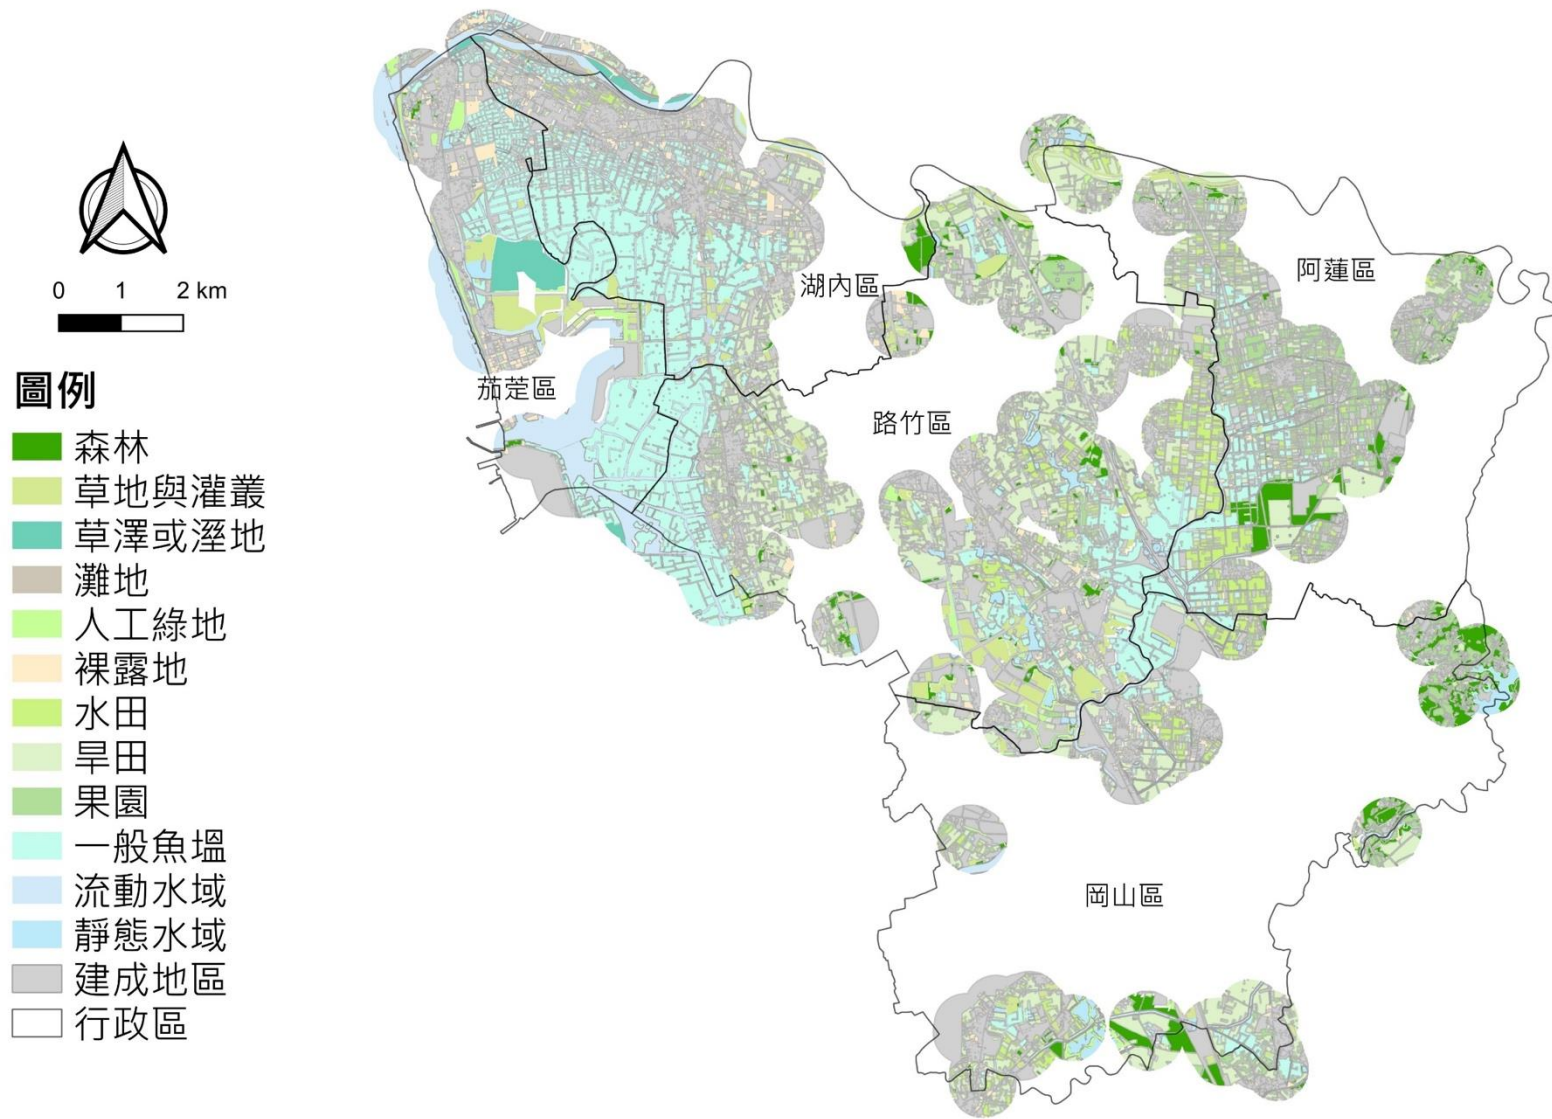 0 1 2 km
圖例
森林
草地與灌叢
草澤或溼地
灘地
人工綠地
裸露地
水田
旱田
果園
一般魚塭
流動水域
靜態水域
建成地區
行政區
湖內區
阿蓮區
茄萣區
路竹區
岡山區